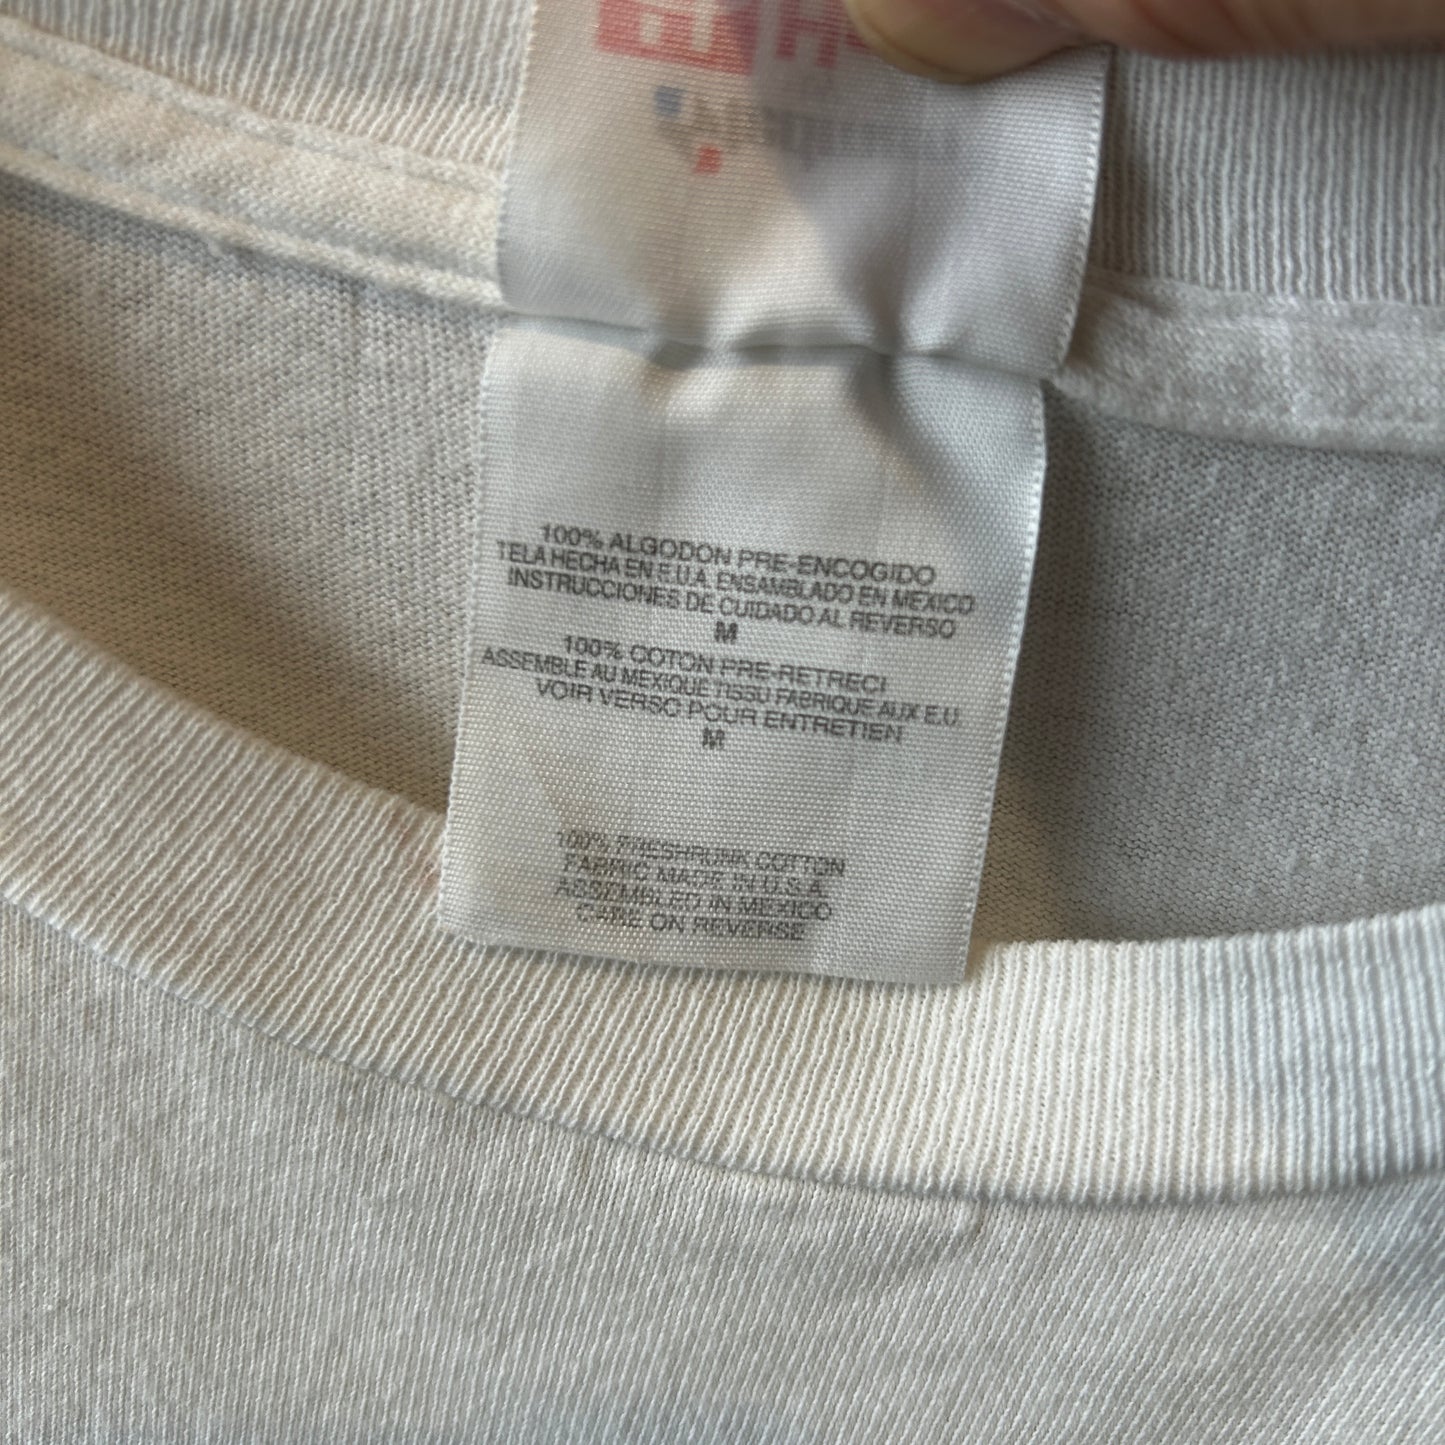 100% ALGODON PRE-ENCOGIDO
TELA HECHA EN E.U.A. ENSAMBLADO EN MEXICO
INSTRUCCIONES DE CUIDADO AL REVERSO
M
100% COTON PRE-RETRECI
ASSEMBLE AU MEXIQUE TISSU FABRIQUE AUX E.U.
VOIR VERSO POUR ENTRETIEN
M
100% PRESHRUNK COTTON
FABRIC MADE IN U.S.A.
ASSEMBLED IN MEXICO
CARE ON REVERSE